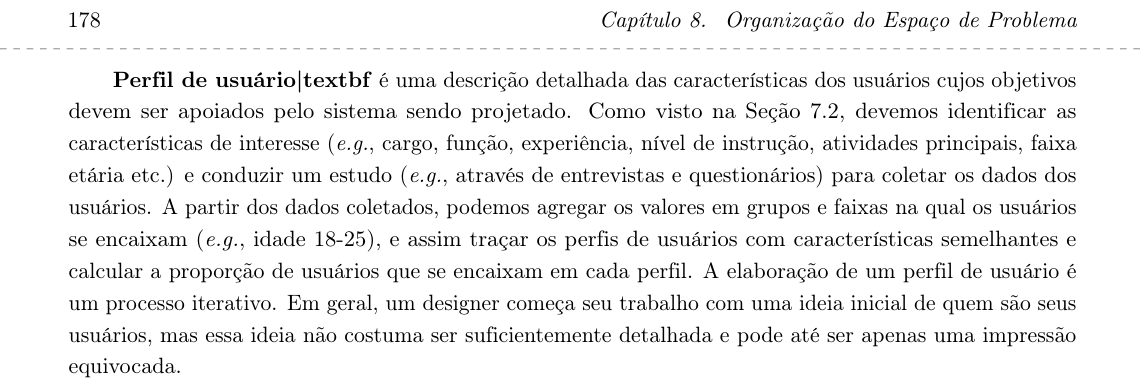 178 Capítulo 8. Organização do Espaço de Problema
Perfil de usuário|textbf é uma descrição detalhada das características dos usuários cujos objetivos
devem ser apoiados pelo sistema sendo projetado. Como visto na Seção 7.2, devemos identificar as
características de interesse (e.g., cargo, função, experiência, nível de instrução, atividades principais, faixa
etária etc.) e conduzir um estudo (e.g., através de entrevistas e questionários) para coletar os dados dos
usuários. A partir dos dados coletados, podemos agregar os valores em grupos e faixas na qual os usuários
se encaixam (e.g., idade 18-25), e assim traçar os perfis de usuários com características semelhantes e
calcular a proporção de usuários que se encaixam em cada perfil. A elaboração de um perfil de usuário é
um processo iterativo. Em geral, um designer começa seu trabalho com uma ideia inicial de quem são seus
usuários, mas essa ideia não costuma ser suficientemente detalhada e pode até ser apenas uma impressão
equivocada.